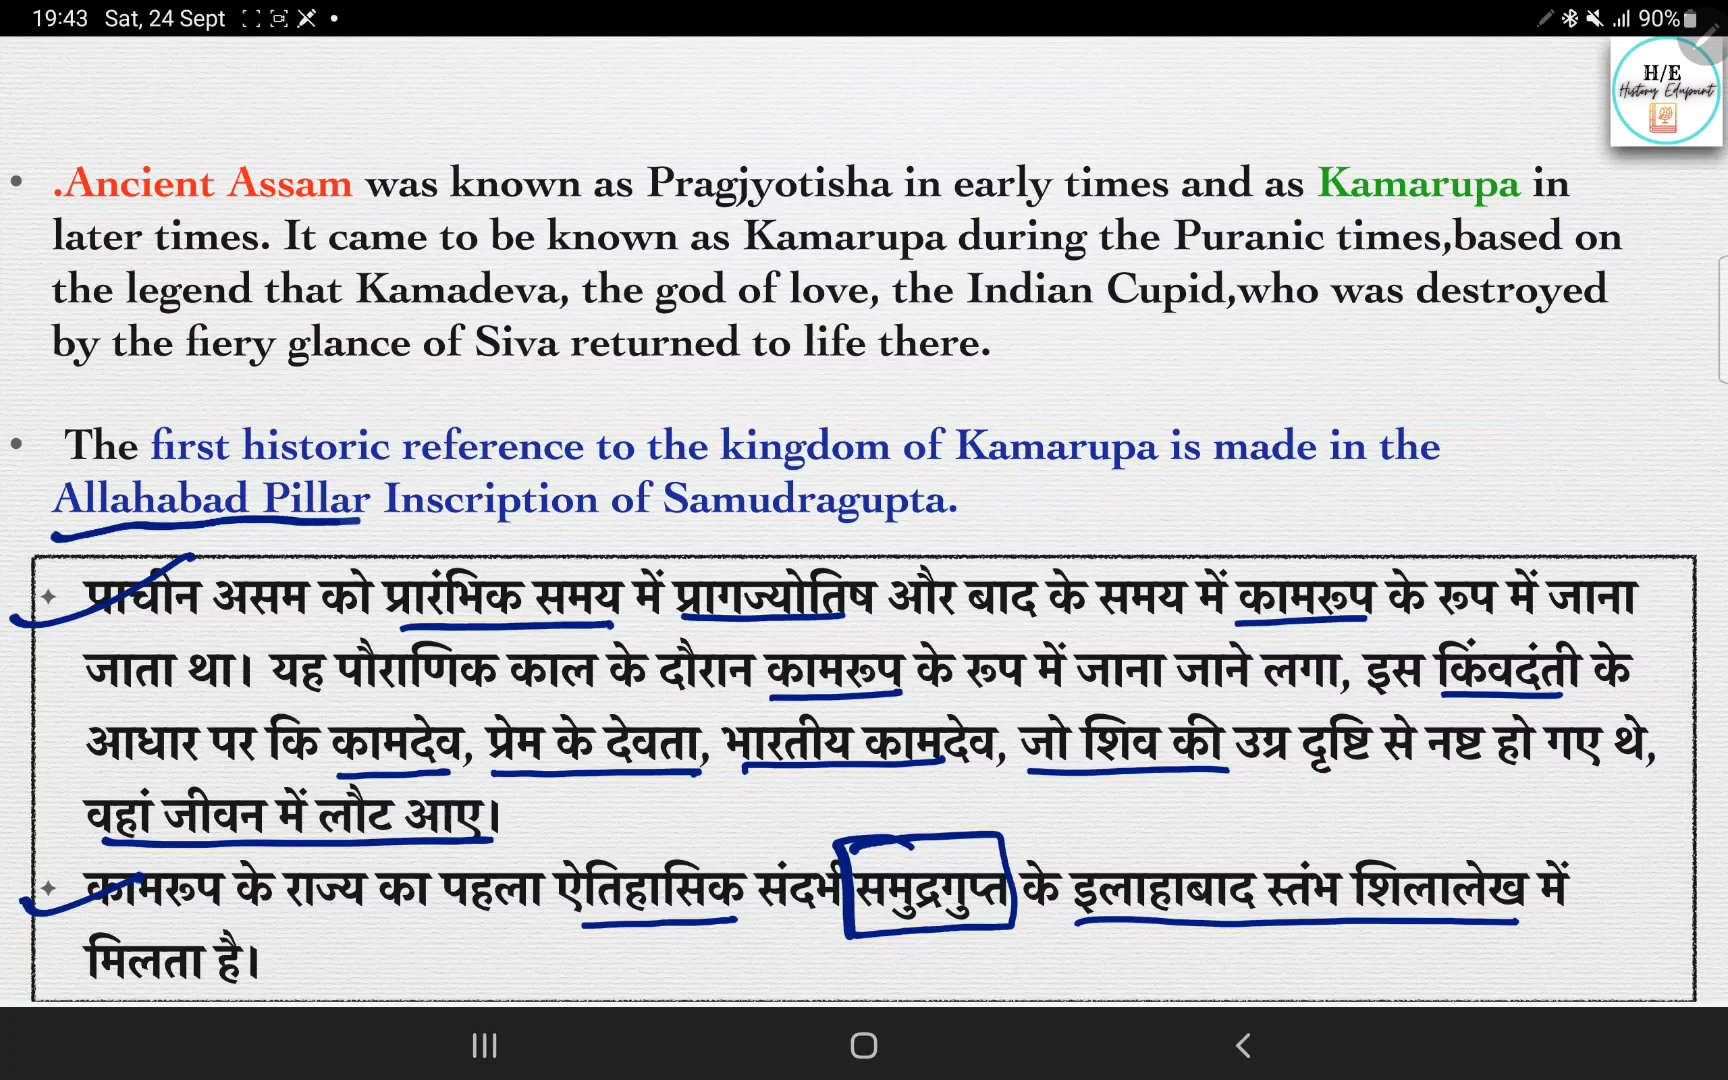 19:43 Sat, 24 Sept
90%
H/E
History Edupoint
.Ancient Assam was known as Pragjyotisha in early times and as Kamarupa in
later times. It came to be known as Kamarupa during the Puranic times,based on
the legend that Kamadeva, the god of love, the Indian Cupid,who was destroyed
by the fiery glance of Siva returned to life there.
The first historic reference to the kingdom of Kamarupa is made in the
Allahabad Pillar Inscription of Samudragupta.
प्राचीन असम को प्रारंभिक समय में प्रागज्योतिष और बाद के समय में कामरूप के रूप में जाना
जाता था। यह पौराणिक काल के दौरान कामरूप के रूप में जाना जाने लगा, इस किंवदंती के
आधार पर कि कामदेव, प्रेम के देवता, भारतीय कामदेव, जो शिव की उग्र दृष्टि से नष्ट हो गए थे,
वहां जीवन में लौट आए।
कामरूप के राज्य का पहला ऐतिहासिक संदर्भ समुद्रगुप्त के इलाहाबाद स्तंभ शिलालेख में
मिलता है।